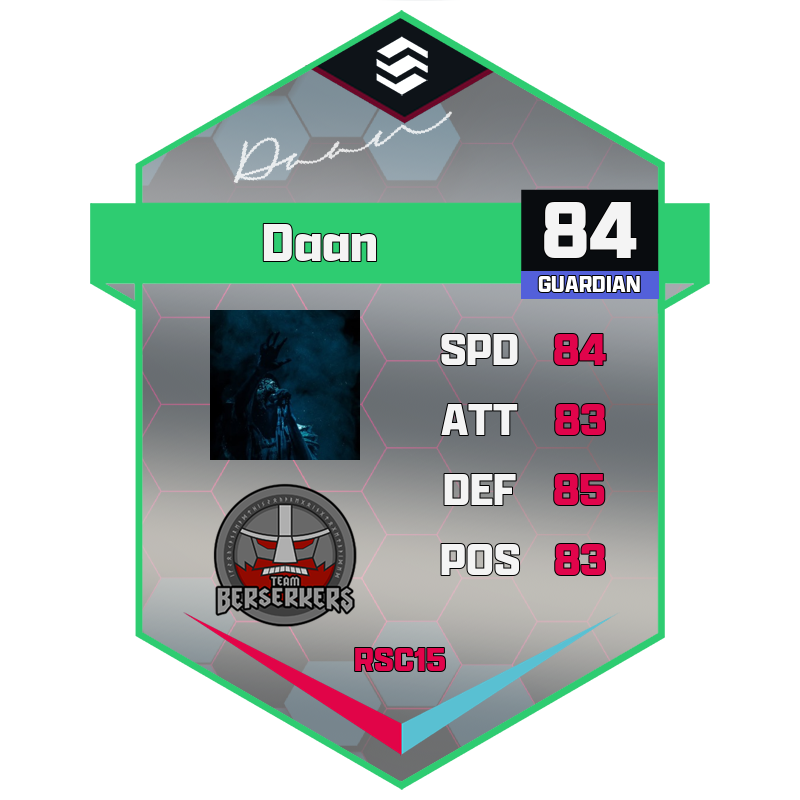 Daan
Daan
84
GUARDIAN
SPD 84
ATT 83
DEF 85
POS 83
TEAM
BERSERKERS
RSC15